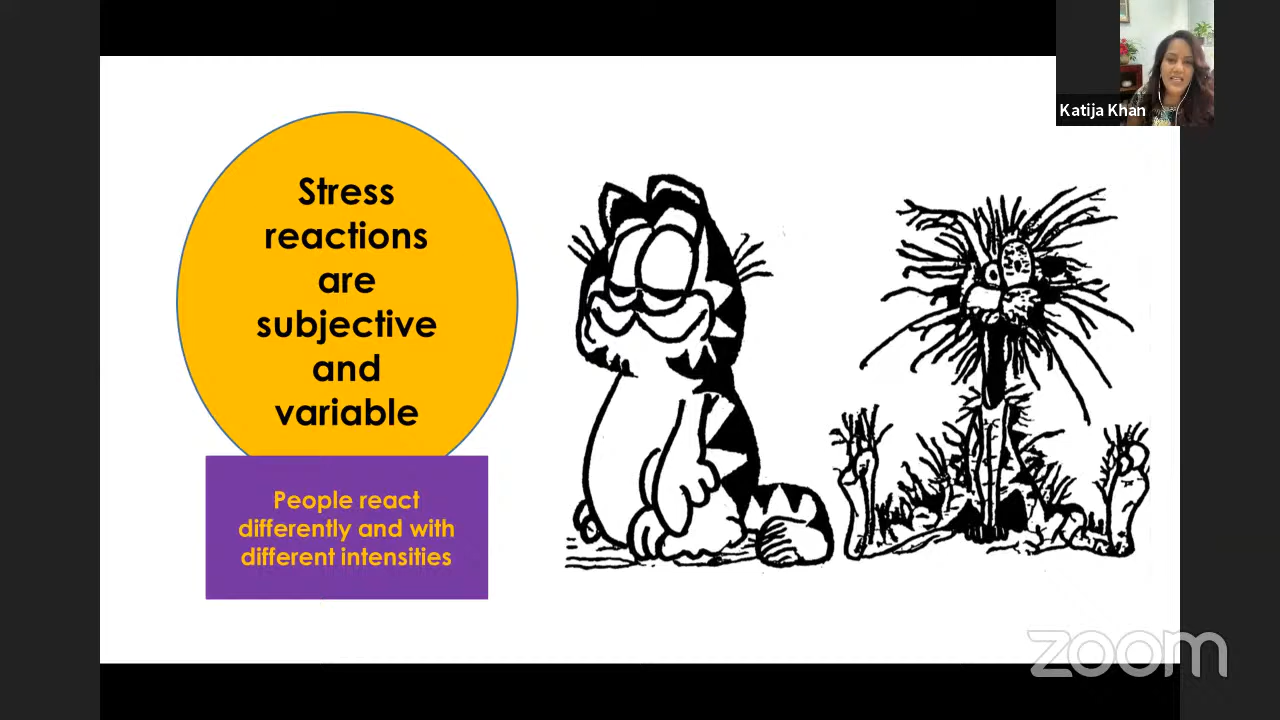 Katija Khan
Stress
reactions
are
subjective
and
variable
People react
differently and with
different intensities
zoom